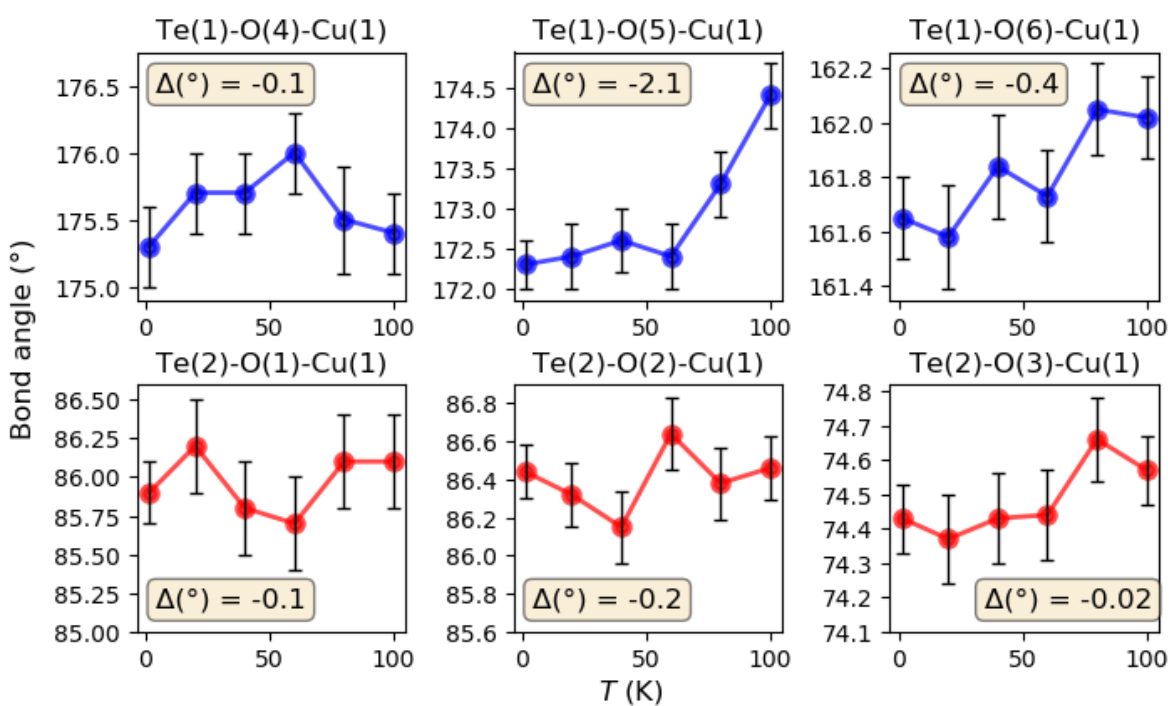 Te(1)-O(4)-Cu(1)
Te(1)-O(5)-Cu(1)
Te(1)-O(6)-Cu(1)
Δ(°) = -0.1
Δ(°) = -2.1
Δ(°) = -0.4
176.5
176.0
175.5
175.0
174.5
174.0
173.5
173.0
172.5
172.0
162.2
162.0
161.8
161.6
161.4
0 50 100
0 50 100
0 50 100
Bond angle (°)
Te(2)-O(1)-Cu(1)
Te(2)-O(2)-Cu(1)
Te(2)-O(3)-Cu(1)
86.50
86.25
86.00
85.75
85.50
85.25
85.00
86.8
86.6
86.4
86.2
86.0
85.8
85.6
74.8
74.7
74.6
74.5
74.4
74.3
74.2
74.1
Δ(°) = -0.1
Δ(°) = -0.2
Δ(°) = -0.02
0 50 100
0 50 100
0 50 100
T (K)